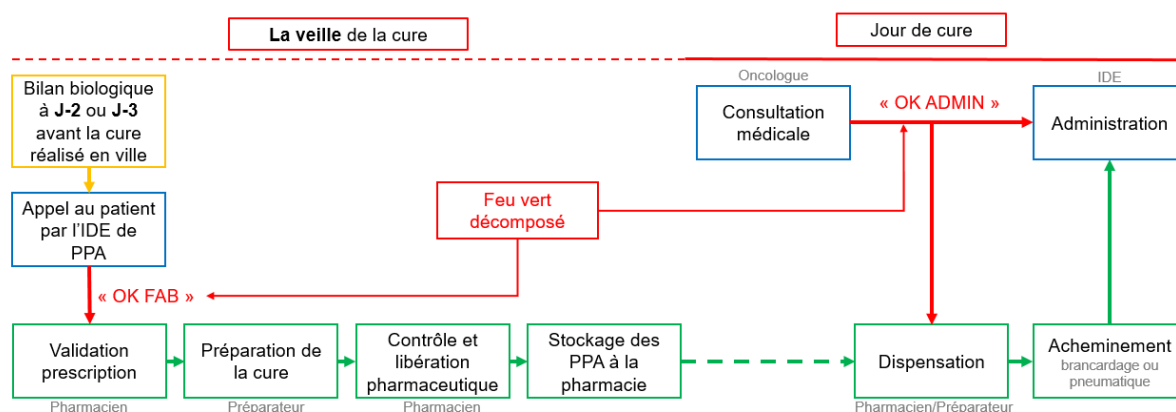 La veille de la cure
Jour de cure
Bilan biologique
à J-2 ou J-3
avant la cure
réalisé en ville
Appel au patient
par l'IDE de
PPA
« OK FAB »
Feu vert
décomposé
Oncologue
Consultation
médicale
« OK ADMIN »
IDE
Administration
Validation
prescription
Pharmacien
Préparation de
la cure
Préparateur
Contrôle et
libération
pharmaceutique
Pharmacien
Stockage des
PPA à la
pharmacie
Dispensation
Pharmacien/Préparateur
Acheminement
brancardage ou
pneumatique